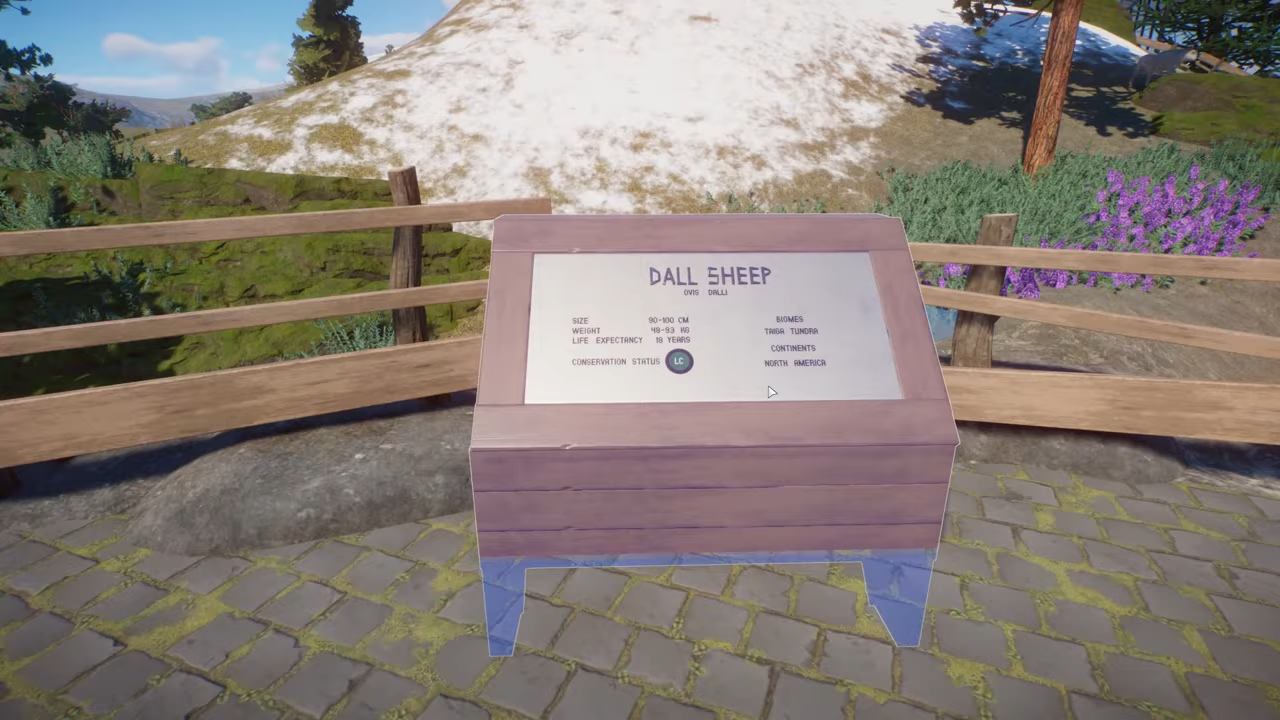 DALL SHEEP
OVIS DALLI
SIZE 90-100 CM
WEIGHT 48-93 KG
LIFE EXPECTANCY 18 YEARS
CONSERVATION STATUS LC
BIOMES
TAIGA TUNDRA
CONTINENTS
NORTH AMERICA